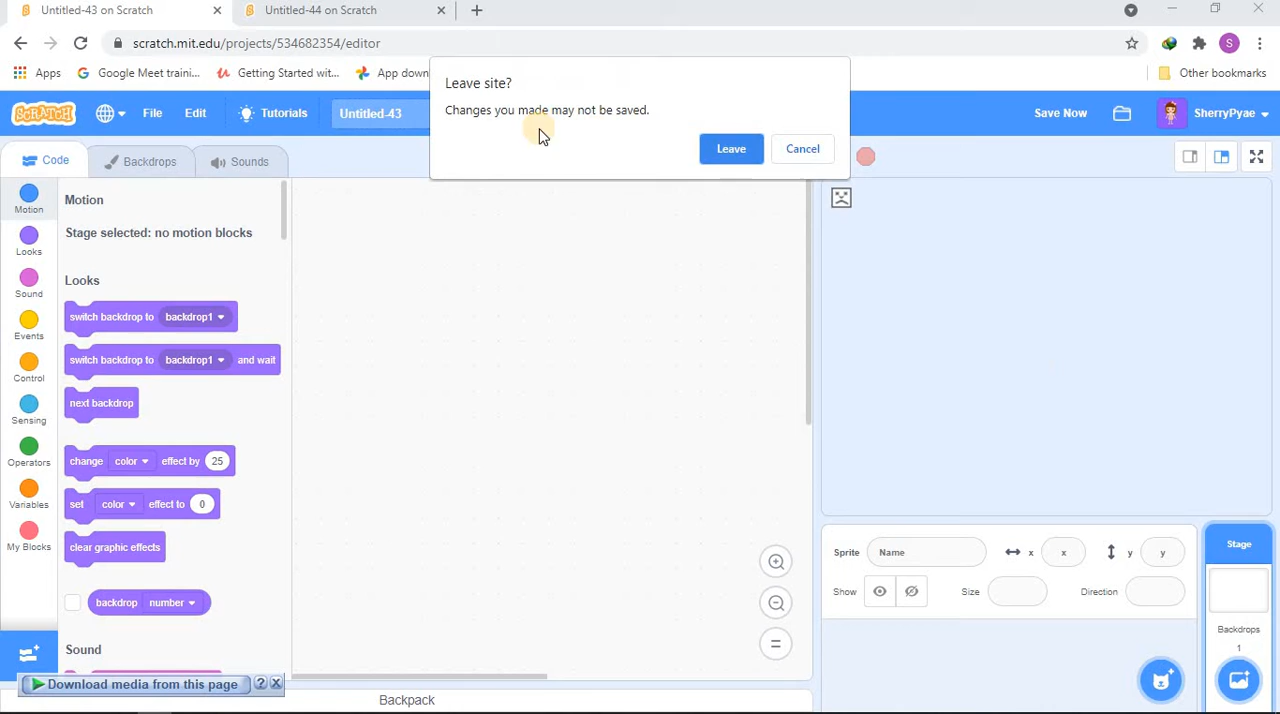 Untitled-43 on Scratch
Untitled-44 on Scratch
scratch.mit.edu/projects/534682354/editor
S
Apps
Google Meet traini...
Getting Started wit...
App down
Other bookmarks
Leave site?
Changes you made may not be saved.
Leave
Cancel
SCRATCH
File
Edit
Tutorials
Untitled-43
Save Now
SherryPyae
Code
Backdrops
Sounds
Motion
Looks
Sound
Events
Control
Sensing
Operators
Variables
My Blocks
Motion
Stage selected: no motion blocks
Looks
switch backdrop to backdrop1
switch backdrop to backdrop1 and wait
next backdrop
change color effect by 25
set color effect to 0
clear graphic effects
backdrop number
Sound
Download media from this page
?
Backpack
Sprite Name x x y y
Show Size Direction
Stage
Backdrops
1